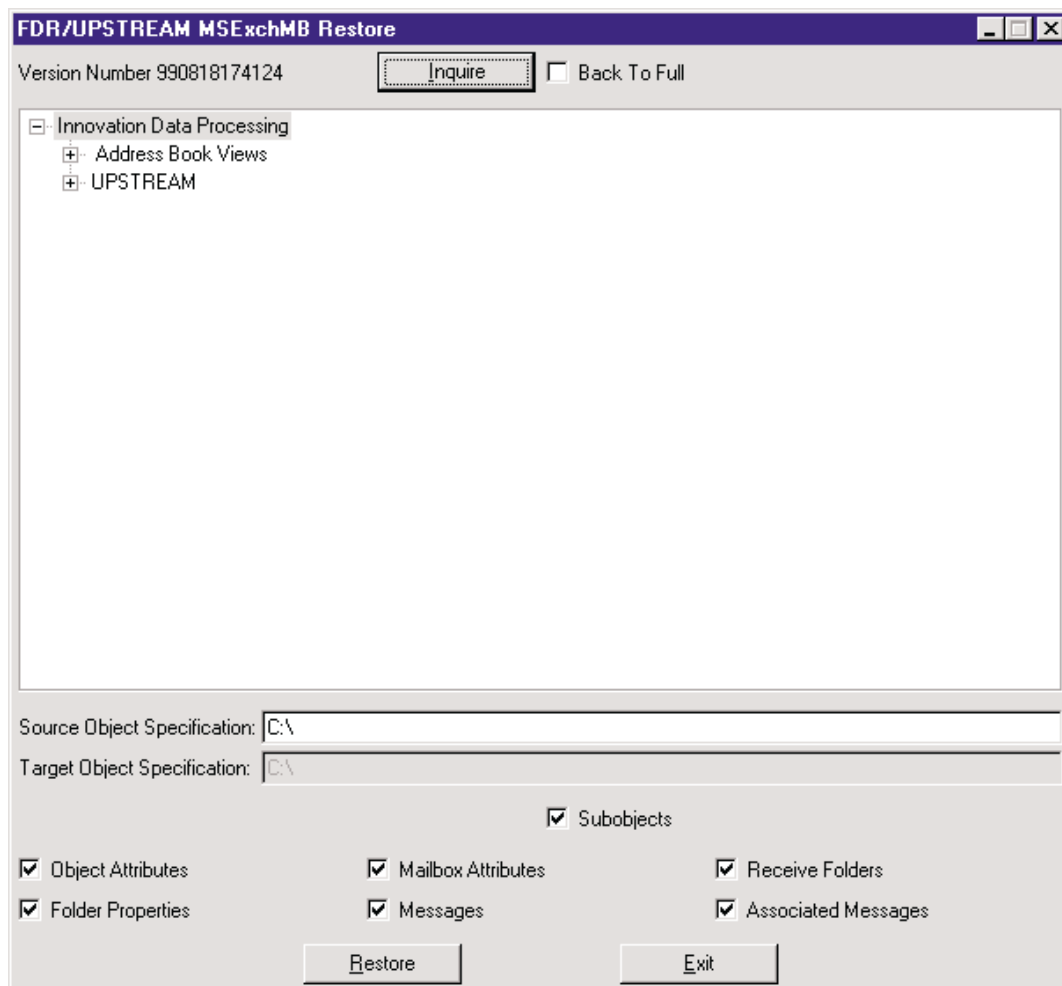 FDR/UPSTREAM MSExchMB Restore
Version Number 990818174124 Inquire Back To Full
Innovation Data Processing
Address Book Views
UPSTREAM
Source Object Specification: C:\
Target Object Specification: C:\
Subobjects
Object Attributes Mailbox Attributes Receive Folders
Folder Properties Messages Associated Messages
Restore Exit